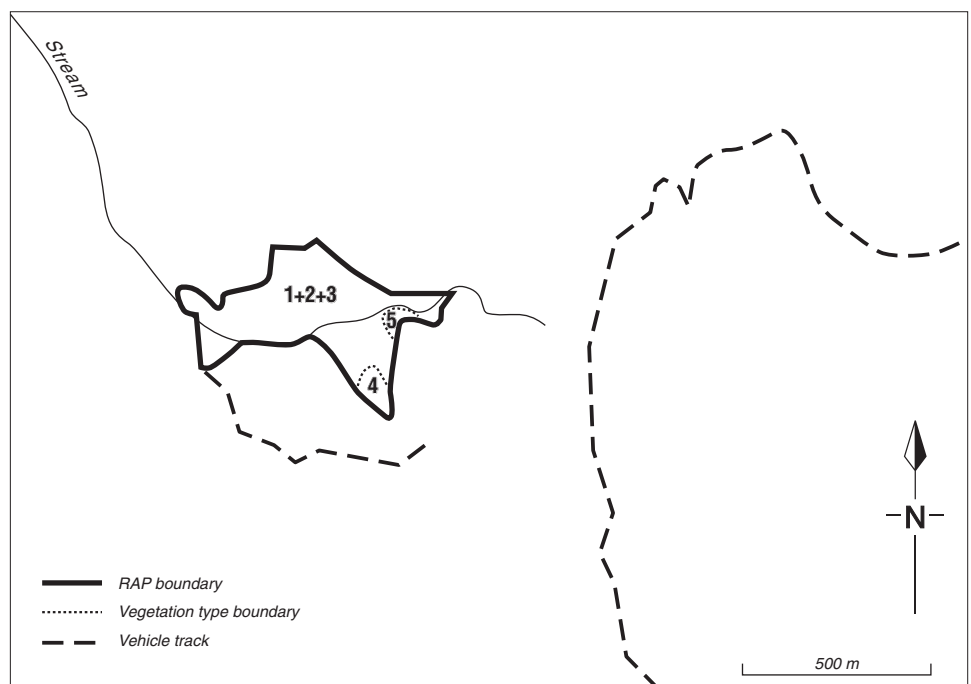 Stream
1+2+3
5
4
N
RAP boundary
Vegetation type boundary
Vehicle track
500 m